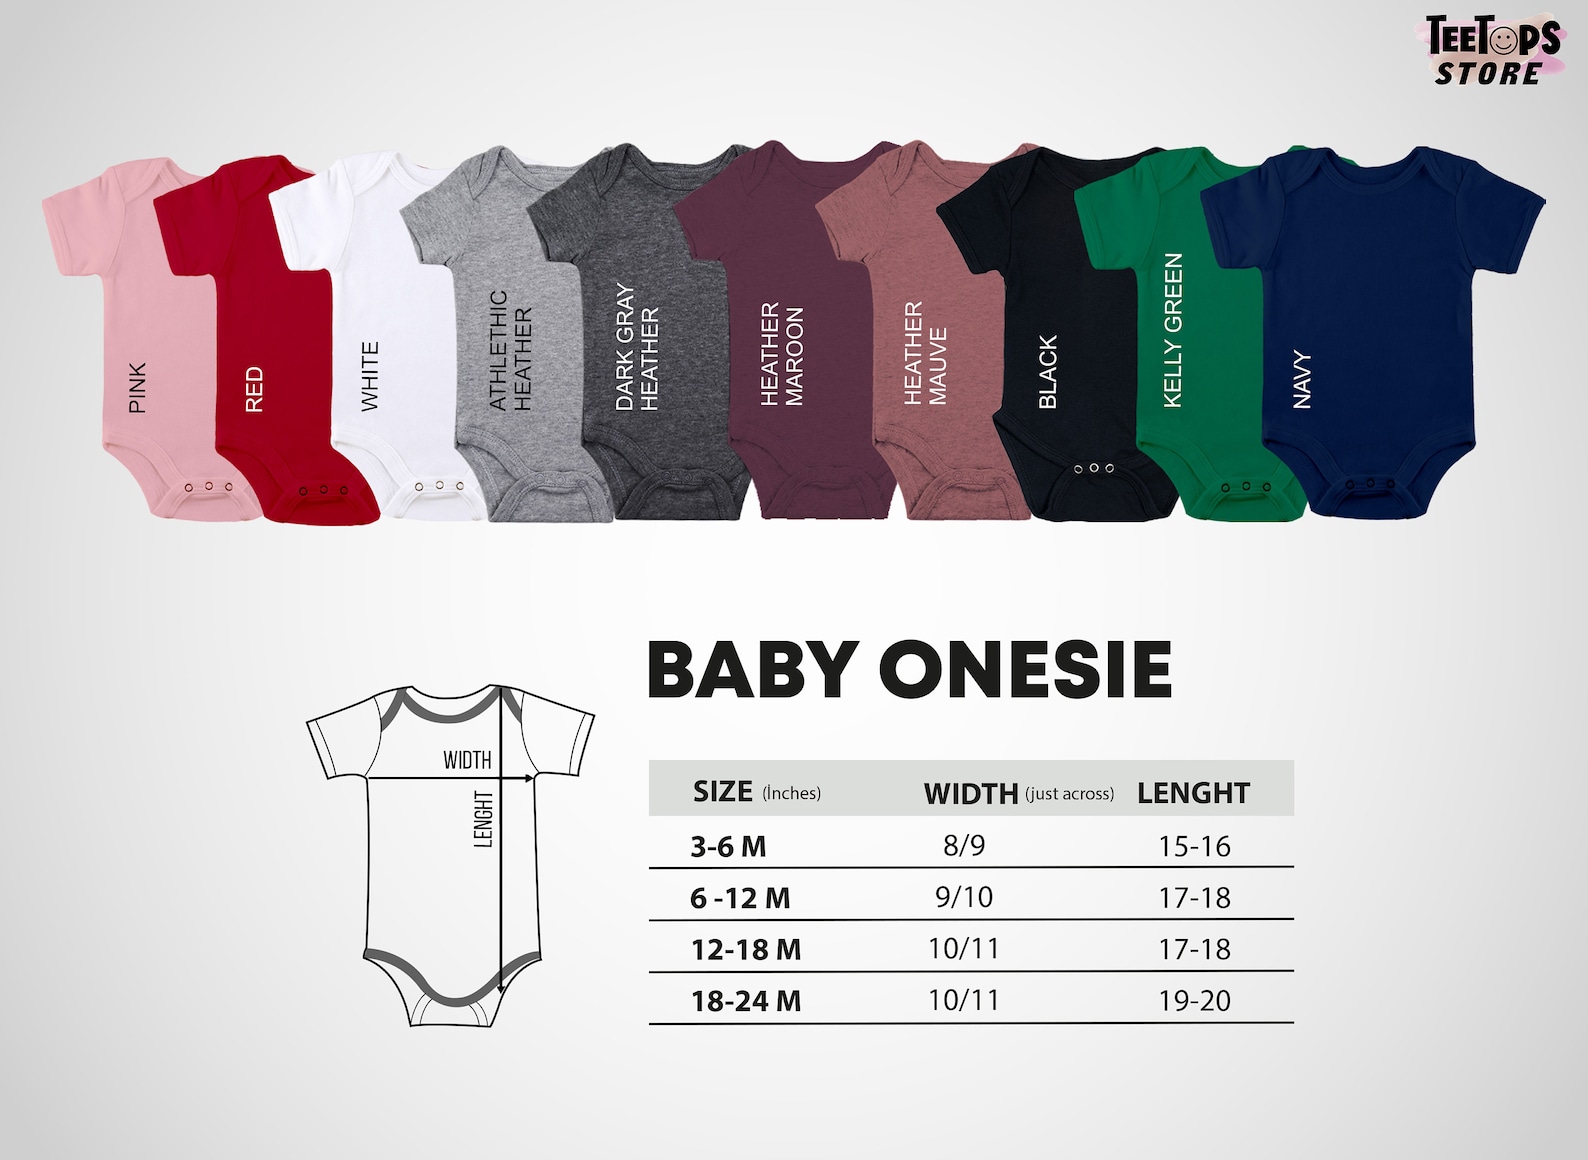 TEETOPS
STORE
PINK
RED
WHITE
ATHLETHIC
HEATHER
DARK GRAY
HEATHER
HEATHER
MAROON
HEATHER
MAUVE
BLACK
KELLY GREEN
NAVY
BABY ONESIE
WIDTH
LENGHT
SIZE (Inches) WIDTH (just across) LENGHT
3-6 M 8/9 15-16
6 -12 M 9/10 17-18
12-18 M 10/11 17-18
18-24 M 10/11 19-20